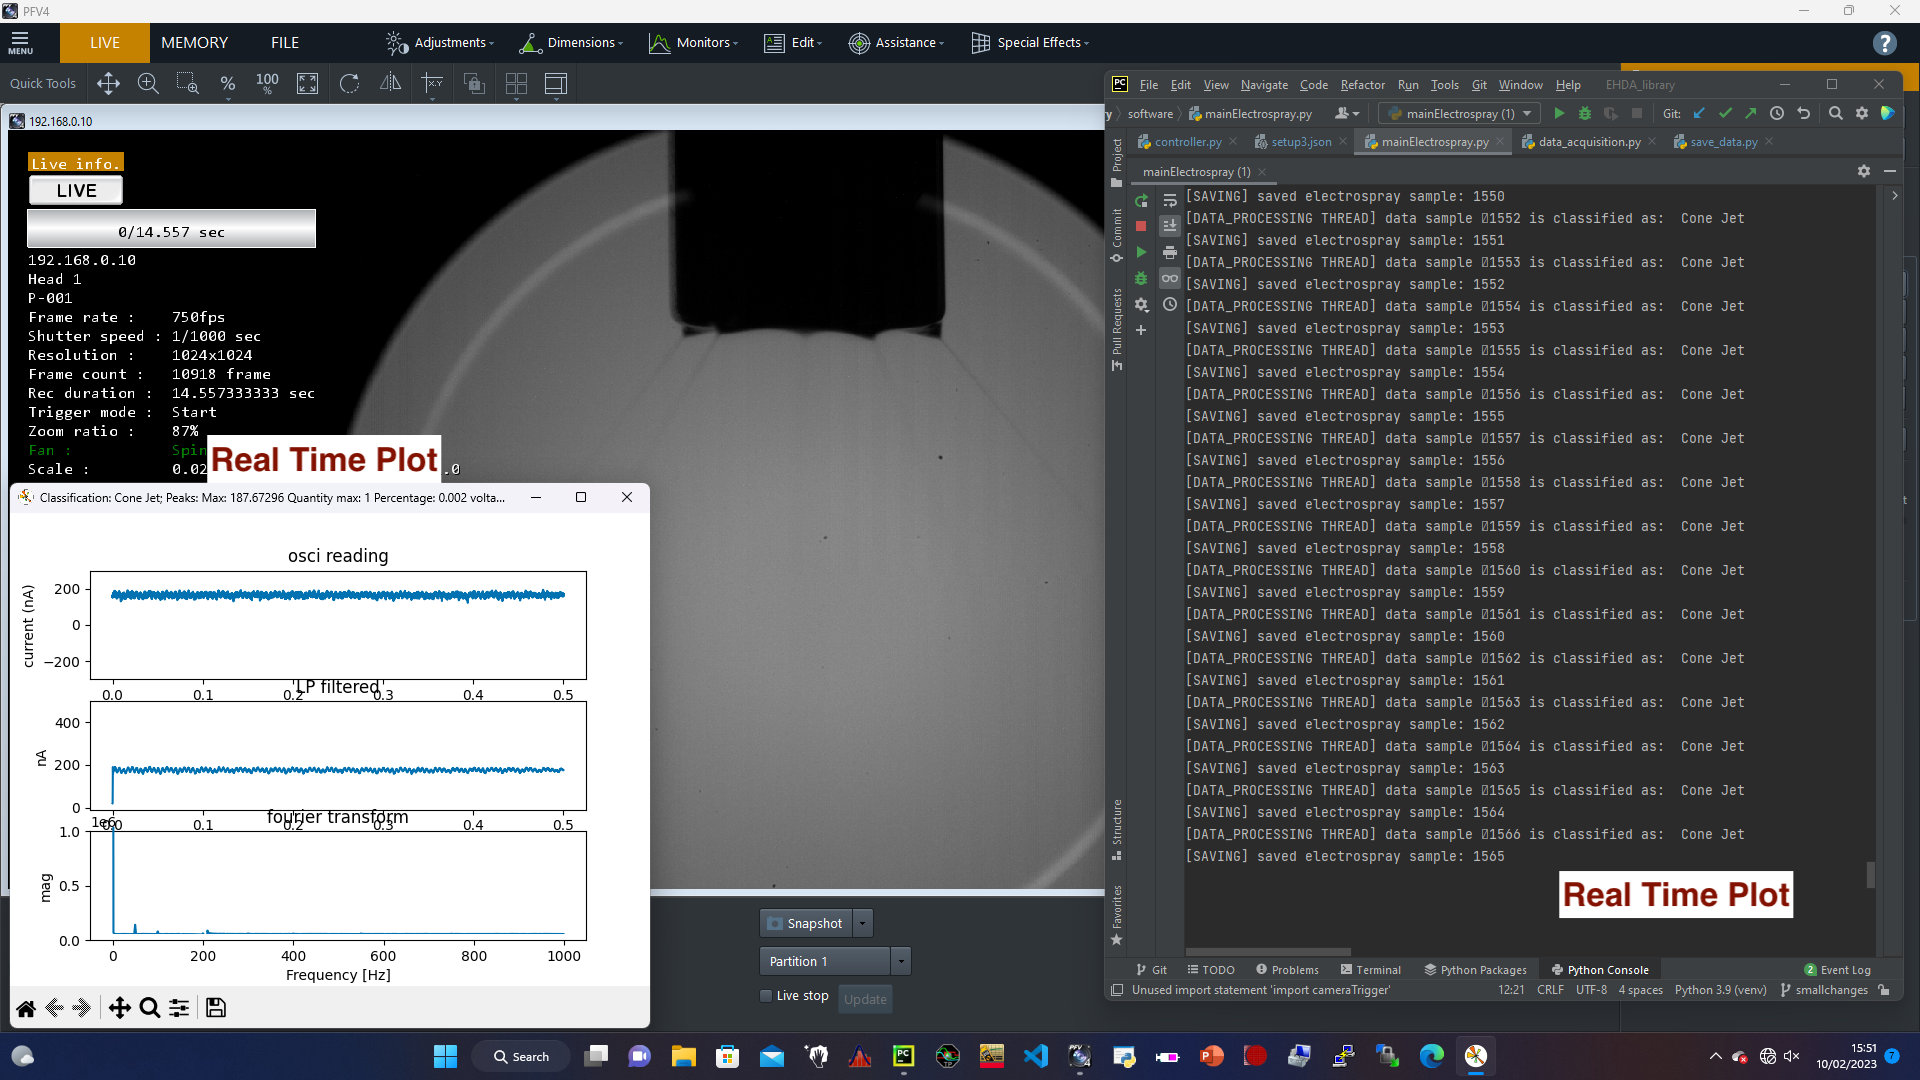 PFV4
MENU
LIVE
MEMORY
FILE
Adjustments
Dimensions
Monitors
Edit
Assistance
Special Effects
Quick Tools
%
100
%
192.168.0.10
Live info.
LIVE
0/14.557 sec
192.168.0.10
Head 1
P-001
Frame rate : 750fps
Shutter speed : 1/1000 sec
Resolution : 1024x1024
Frame count : 10918 frame
Rec duration : 14.557333333 sec
Trigger mode : Start
Zoom ratio : 87%
Fan : Spin
Scale : 0.02
.0
Real Time Plot
Classification: Cone Jet; Peaks: Max: 187.67296 Quantity max: 1 Percentage: 0.002 volta...
osci reading
current (nA)
200
0
−200
0.0 0.1 0.2 0.3 0.4 0.5
LP filtered
nA
400
200
0
0.0 0.1 0.2 0.3 0.4 0.5
fourier transform
1e6
mag
1.0
0.5
0.0
0 200 400 600 800 1000
Frequency [Hz]
Snapshot
Partition 1
Live stop
Update
PC
File Edit View Navigate Code Refactor Run Tools Git Window Help
EHDA_library
y
software
mainElectrospray.py
mainElectrospray (1)
Git:
controller.py
setup3.json
mainElectrospray.py
data_acquisition.py
save_data.py
mainElectrospray (1)
Project
Commit
Pull Requests
Structure
Favorites
[SAVING] saved electrospray sample: 1550
[DATA_PROCESSING THREAD] data sample 1552 is classified as: Cone Jet
[SAVING] saved electrospray sample: 1551
[DATA_PROCESSING THREAD] data sample 1553 is classified as: Cone Jet
[SAVING] saved electrospray sample: 1552
[DATA_PROCESSING THREAD] data sample 1554 is classified as: Cone Jet
[SAVING] saved electrospray sample: 1553
[DATA_PROCESSING THREAD] data sample 1555 is classified as: Cone Jet
[SAVING] saved electrospray sample: 1554
[DATA_PROCESSING THREAD] data sample 1556 is classified as: Cone Jet
[SAVING] saved electrospray sample: 1555
[DATA_PROCESSING THREAD] data sample 1557 is classified as: Cone Jet
[SAVING] saved electrospray sample: 1556
[DATA_PROCESSING THREAD] data sample 1558 is classified as: Cone Jet
[SAVING] saved electrospray sample: 1557
[DATA_PROCESSING THREAD] data sample 1559 is classified as: Cone Jet
[SAVING] saved electrospray sample: 1558
[DATA_PROCESSING THREAD] data sample 1560 is classified as: Cone Jet
[SAVING] saved electrospray sample: 1559
[DATA_PROCESSING THREAD] data sample 1561 is classified as: Cone Jet
[SAVING] saved electrospray sample: 1560
[DATA_PROCESSING THREAD] data sample 1562 is classified as: Cone Jet
[SAVING] saved electrospray sample: 1561
[DATA_PROCESSING THREAD] data sample 1563 is classified as: Cone Jet
[SAVING] saved electrospray sample: 1562
[DATA_PROCESSING THREAD] data sample 1564 is classified as: Cone Jet
[SAVING] saved electrospray sample: 1563
[DATA_PROCESSING THREAD] data sample 1565 is classified as: Cone Jet
[SAVING] saved electrospray sample: 1564
[DATA_PROCESSING THREAD] data sample 1566 is classified as: Cone Jet
[SAVING] saved electrospray sample: 1565
Real Time Plot
Git
TODO
Problems
Terminal
Python Packages
Python Console
2 Event Log
Unused import statement 'import cameraTrigger'
12:21 CRLF UTF-8 4 spaces Python 3.9 (venv) smallchanges
Search
15:51
10/02/2023
7